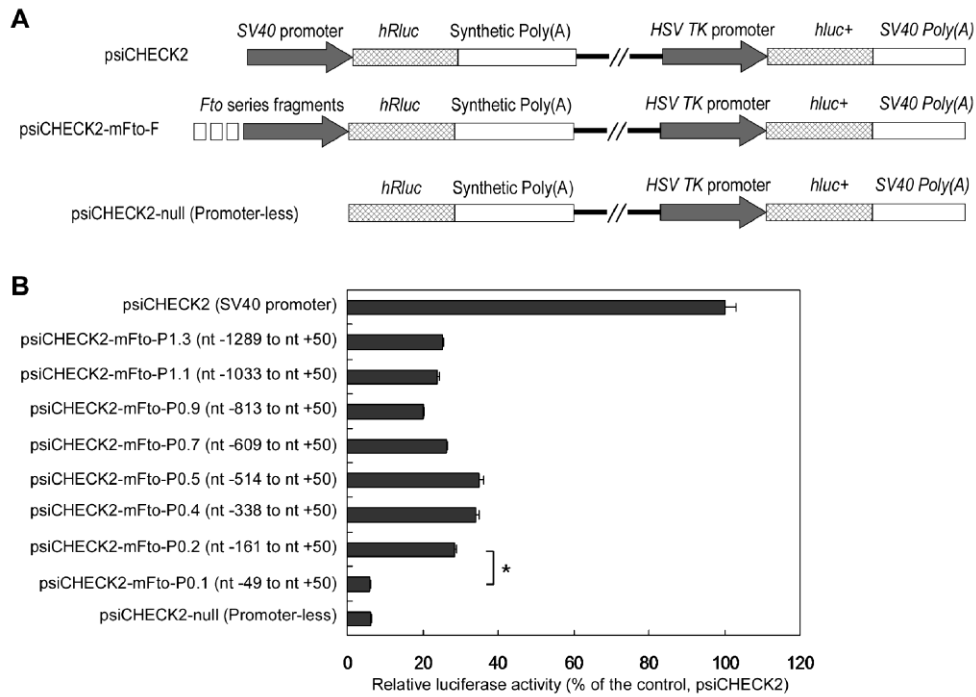 A
SV40 promoter hRluc Synthetic Poly(A) HSV TK promoter hluc+ SV40 Poly(A)
psiCHECK2
Fto series fragments hRluc Synthetic Poly(A) HSV TK promoter hluc+ SV40 Poly(A)
psiCHECK2-mFto-F
hRluc Synthetic Poly(A) HSV TK promoter hluc+ SV40 Poly(A)
psiCHECK2-null (Promoter-less)
B
psiCHECK2 (SV40 promoter)
psiCHECK2-mFto-P1.3 (nt -1289 to nt +50)
psiCHECK2-mFto-P1.1 (nt -1033 to nt +50)
psiCHECK2-mFto-P0.9 (nt -813 to nt +50)
psiCHECK2-mFto-P0.7 (nt -609 to nt +50)
psiCHECK2-mFto-P0.5 (nt -514 to nt +50)
psiCHECK2-mFto-P0.4 (nt -338 to nt +50)
psiCHECK2-mFto-P0.2 (nt -161 to nt +50)
*
psiCHECK2-mFto-P0.1 (nt -49 to nt +50)
psiCHECK2-null (Promoter-less)
0 20 40 60 80 100 120
Relative luciferase activity (% of the control, psiCHECK2)